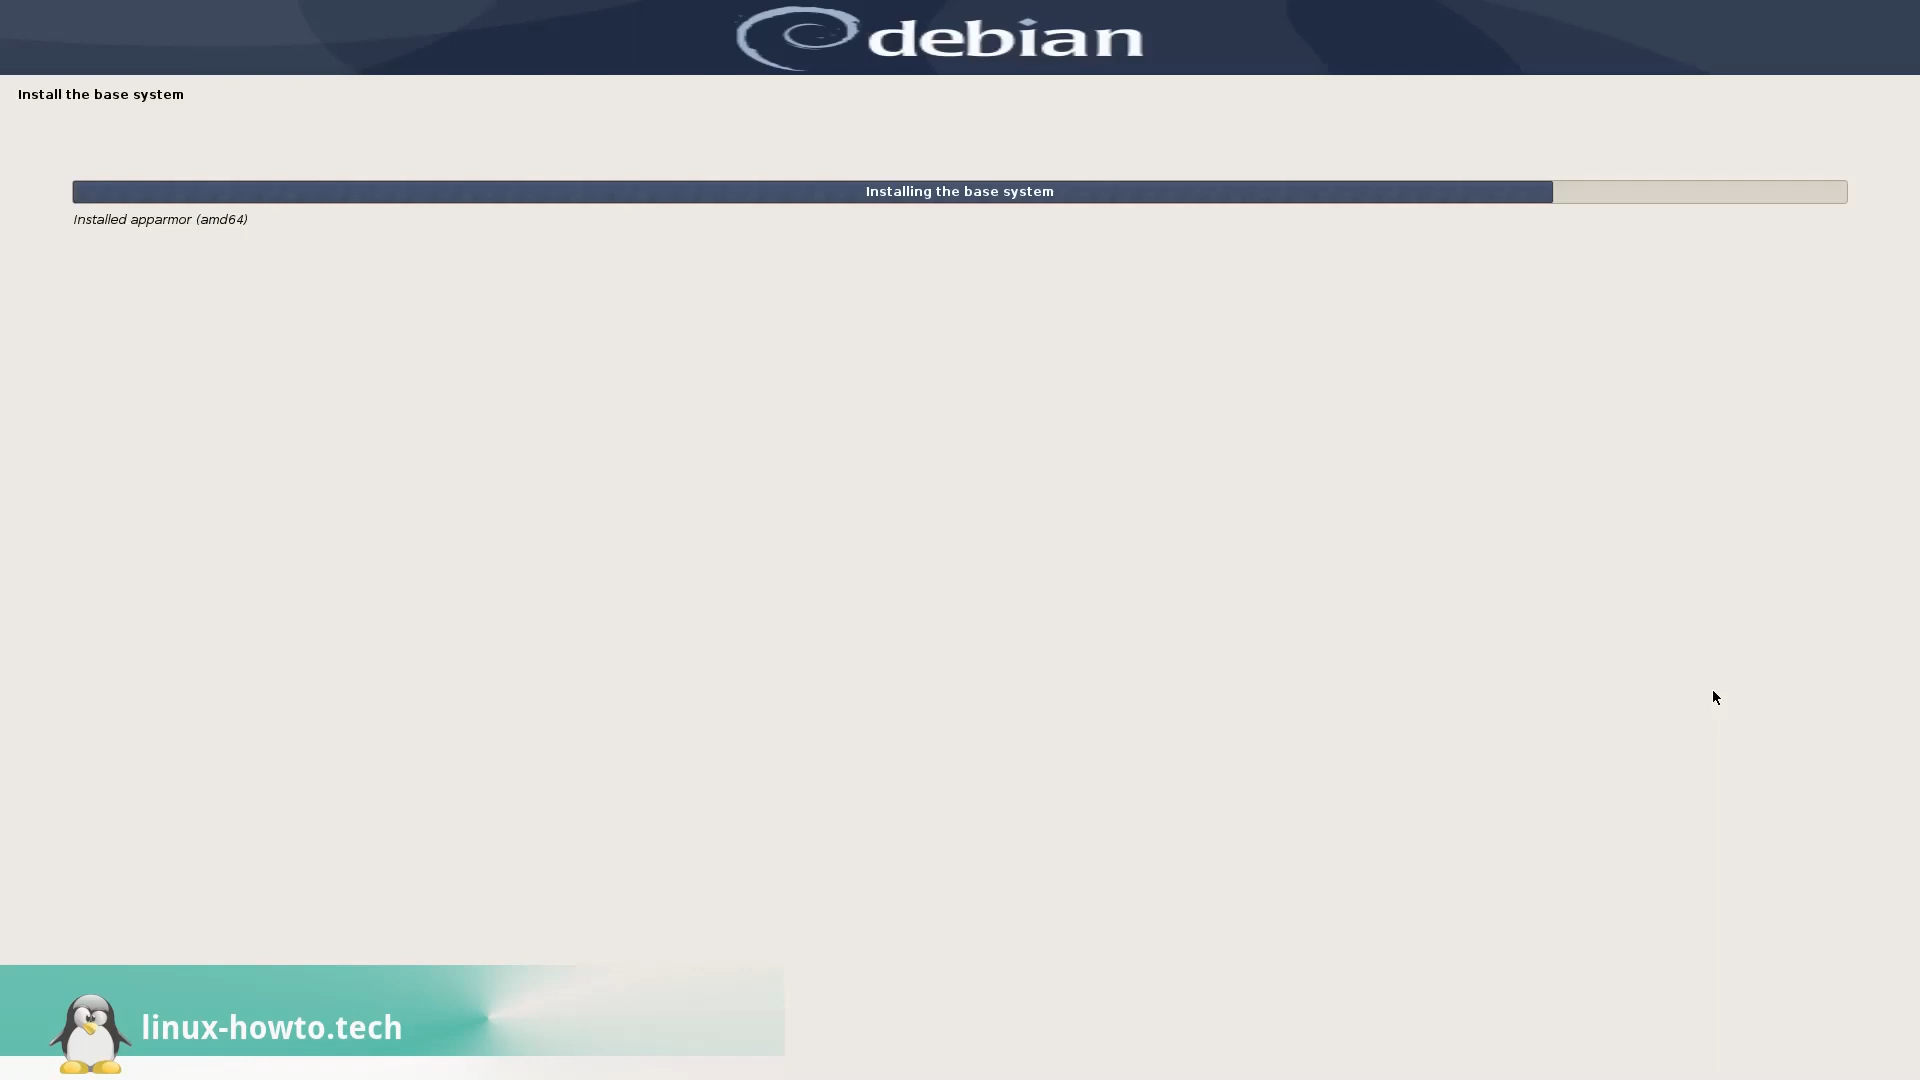 debian
Install the base system
Installing the base system
Installed apparmor (amd64)
linux-howto.tech